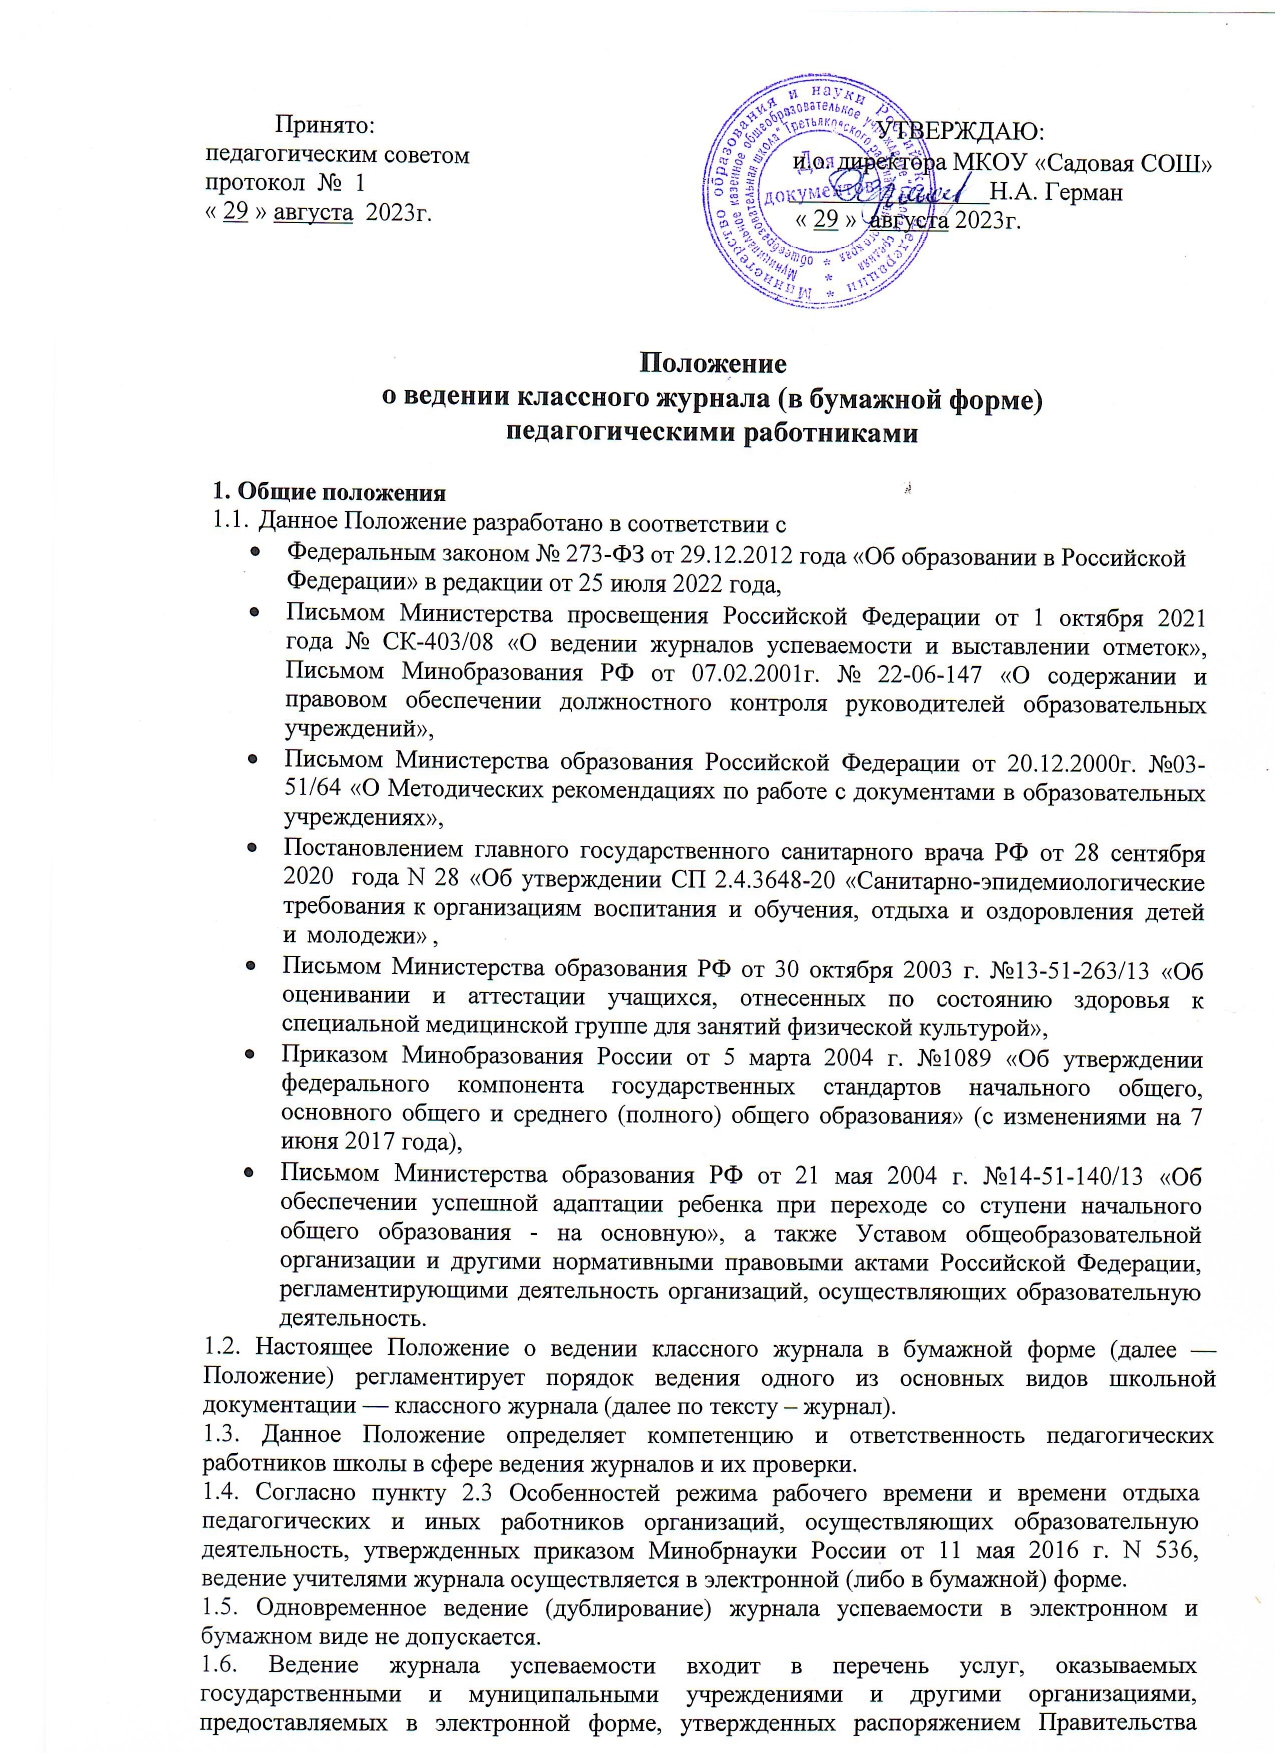 Принято:
педагогическим советом
протокол № 1
« 29 » августа 2023г.
УТВЕРЖДАЮ:
и.о. директора МКОУ «Садовая СОШ»
Н.А. Герман
« 29 » августа 2023г.
Министерство образования и науки Российской Федерации
Для
документов
Положение
о ведении классного журнала (в бумажной форме)
педагогическими работниками
1. Общие положения
1.1. Данное Положение разработано в соответствии с
• Федеральным законом № 273-ФЗ от 29.12.2012 года «Об образовании в Российской
Федерации» в редакции от 25 июля 2022 года,
• Письмом Министерства просвещения Российской Федерации от 1 октября 2021
года № СК-403/08 «О ведении журналов успеваемости и выставлении отметок»,
Письмом Минобразования РФ от 07.02.2001г. № 22-06-147 «О содержании и
правовом обеспечении должностного контроля руководителей образовательных
учреждений»,
• Письмом Министерства образования Российской Федерации от 20.12.2000г. №03-
51/64 «О Методических рекомендациях по работе с документами в образовательных
учреждениях»,
• Постановлением главного государственного санитарного врача РФ от 28 сентября
2020 года N 28 «Об утверждении СП 2.4.3648-20 «Санитарно-эпидемиологические
требования к организациям воспитания и обучения, отдыха и оздоровления детей
и молодежи» ,
• Письмом Министерства образования РФ от 30 октября 2003 г. №13-51-263/13 «Об
оценивании и аттестации учащихся, отнесенных по состоянию здоровья к
специальной медицинской группе для занятий физической культурой»,
• Приказом Минобразования России от 5 марта 2004 г. №1089 «Об утверждении
федерального компонента государственных стандартов начального общего,
основного общего и среднего (полного) общего образования» (с изменениями на 7
июня 2017 года),
• Письмом Министерства образования РФ от 21 мая 2004 г. №14-51-140/13 «Об
обеспечении успешной адаптации ребенка при переходе со ступени начального
общего образования - на основную», а также Уставом общеобразовательной
организации и другими нормативными правовыми актами Российской Федерации,
регламентирующими деятельность организаций, осуществляющих образовательную
деятельность.
1.2. Настоящее Положение о ведении классного журнала в бумажной форме (далее —
Положение) регламентирует порядок ведения одного из основных видов школьной
документации — классного журнала (далее по тексту – журнал).
1.3. Данное Положение определяет компетенцию и ответственность педагогических
работников школы в сфере ведения журналов и их проверки.
1.4. Согласно пункту 2.3 Особенностей режима рабочего времени и времени отдыха
педагогических и иных работников организаций, осуществляющих образовательную
деятельность, утвержденных приказом Минобрнауки России от 11 мая 2016 г. N 536,
ведение учителями журнала осуществляется в электронной (либо в бумажной) форме.
1.5. Одновременное ведение (дублирование) журнала успеваемости в электронном и
бумажном виде не допускается.
1.6. Ведение журнала успеваемости входит в перечень услуг, оказываемых
государственными и муниципальными учреждениями и другими организациями,
предоставляемых в электронной форме, утвержденных распоряжением Правительства